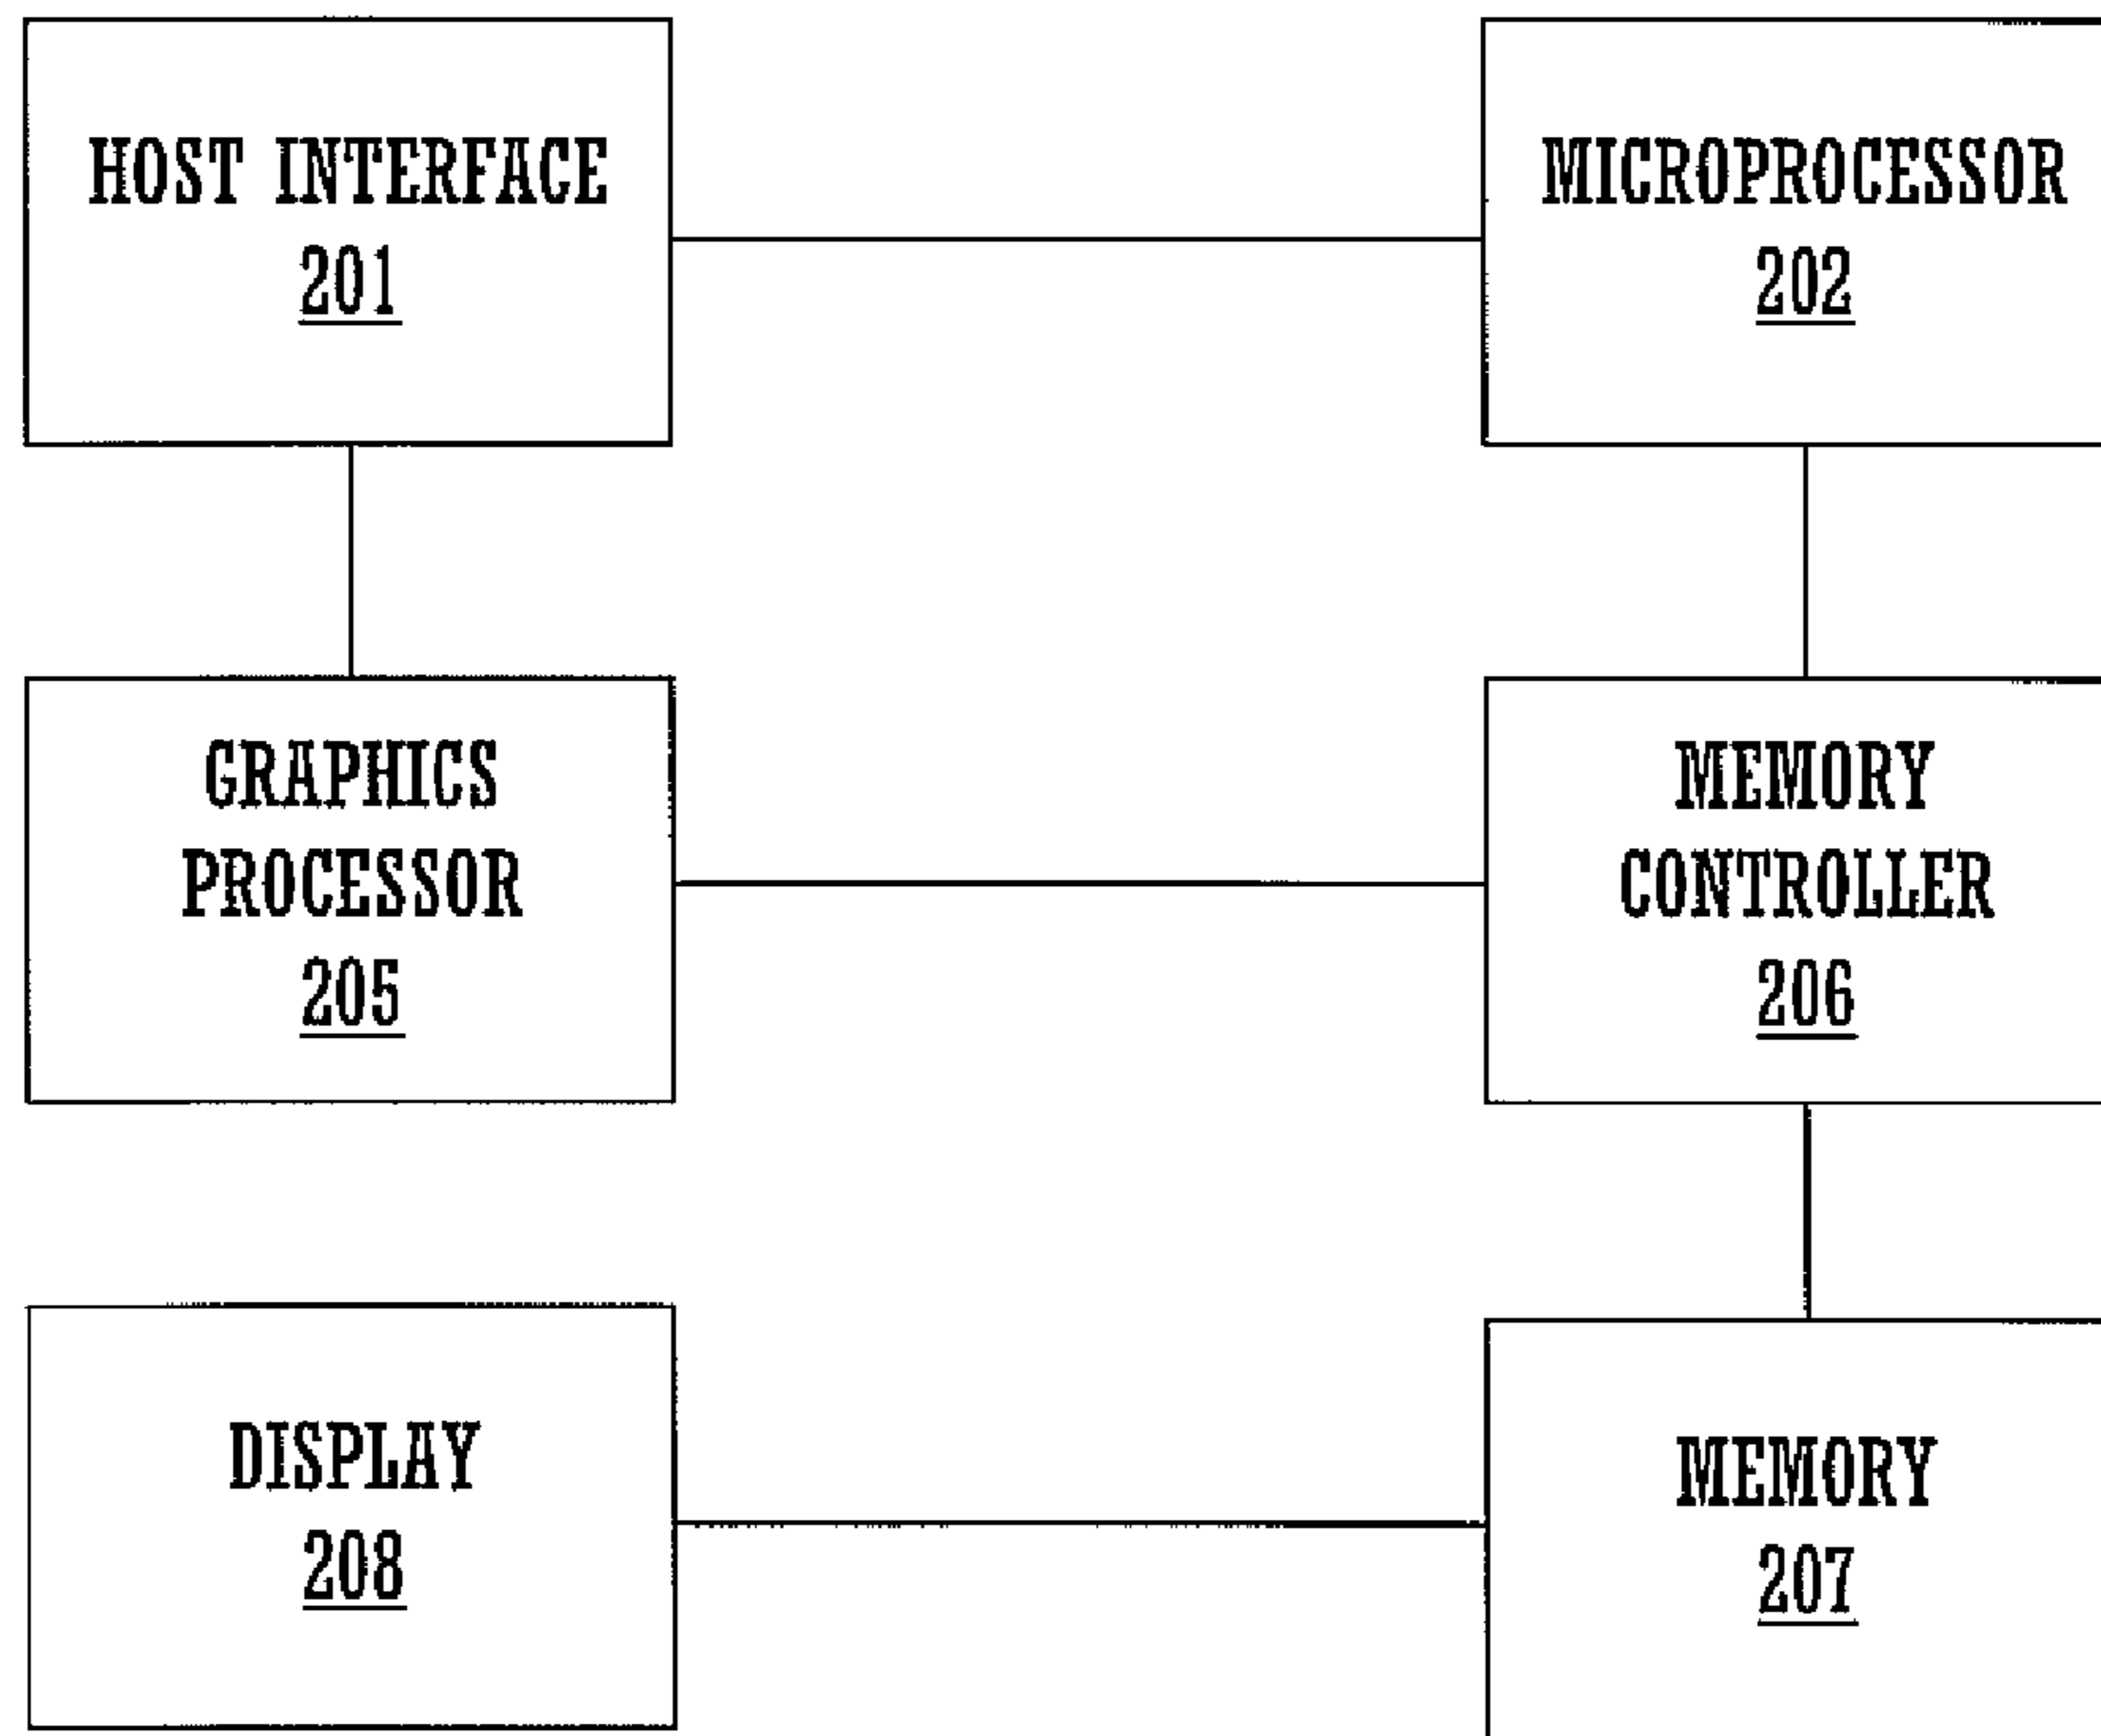 HOST INTERFACE
201
MICROPROCESSOR
202
GRAPHICS
PROCESSOR
205
MEMORY
CONTROLLER
206
DISPLAY
208
MEMORY
207